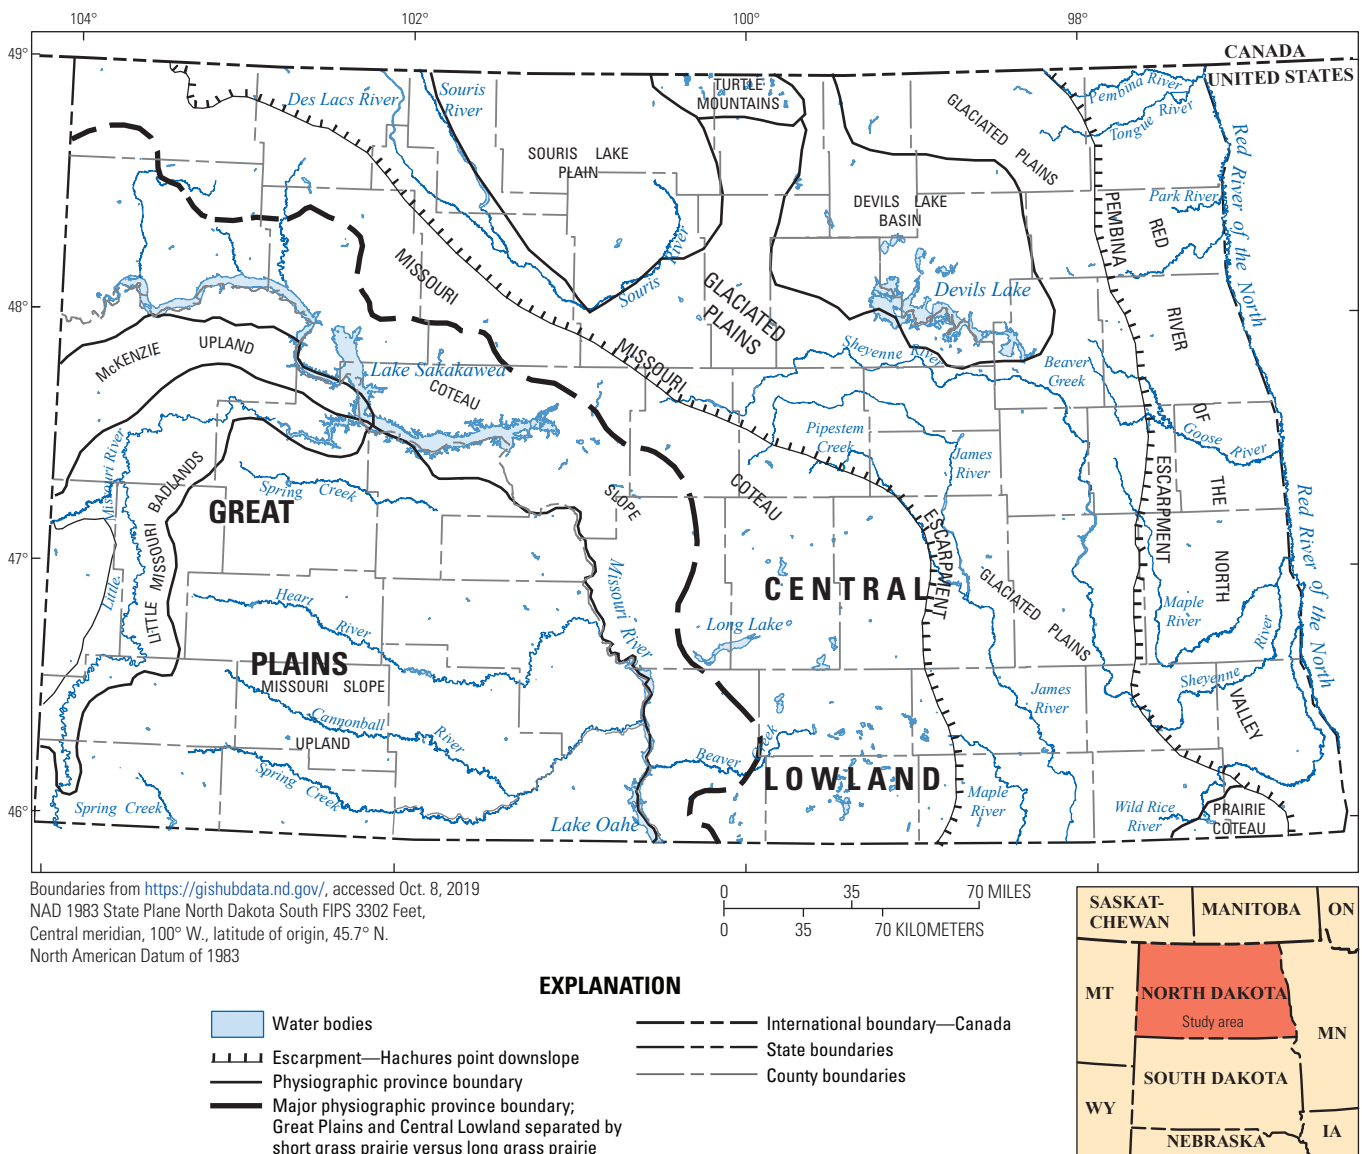 104°
102°
100°
98°
49°
48°
47°
46°
CANADA
UNITED STATES
Des Lacs River
Souris
River
TURTLE
MOUNTAINS
GLACIATED PLAINS
Pembina River
Tongue River
Red River of the North
SOURIS LAKE
PLAIN
DEVILS LAKE
BASIN
Park River
PEMBINA
RED
MISSOURI
Souris River
GLACIATED
PLAINS
Devils Lake
RIVER
McKENZIE UPLAND
MISSOURI
Sheyenne River
Beaver
Creek
Lake Sakakawea
COTEAU
OF
Goose River
Pipestem
Creek
James
River
Missouri River
LITTLE MISSOURI BADLANDS
Spring Creek
GREAT
SLOPE
COTEAU
ESCARPMENT
ESCARPMENT
THE
Red River of the North
Little
Missouri River
CENTRAL
GLACIATED PLAINS
NORTH
Heart
River
Long Lake
Maple
River
River
PLAINS
MISSOURI SLOPE
James
River
Sheyenne
VALLEY
Cannonball
River
UPLAND
Beaver Creek
Spring Creek
LOWLAND
Spring Creek
Lake Oahe
Maple
River
Wild Rice
River
PRAIRIE
COTEAU
Boundaries from https://gishubdata.nd.gov/, accessed Oct. 8, 2019
NAD 1983 State Plane North Dakota South FIPS 3302 Feet,
Central meridian, 100° W., latitude of origin, 45.7° N.
North American Datum of 1983
0 35 70 MILES
0 35 70 KILOMETERS
SASKAT-
CHEWAN
MANITOBA
ON
MT
NORTH DAKOTA
Study area
MN
SOUTH DAKOTA
WY
NEBRASKA
IA
EXPLANATION
Water bodies
Escarpment—Hachures point downslope
Physiographic province boundary
Major physiographic province boundary;
Great Plains and Central Lowland separated by
short grass prairie versus long grass prairie
International boundary—Canada
State boundaries
County boundaries